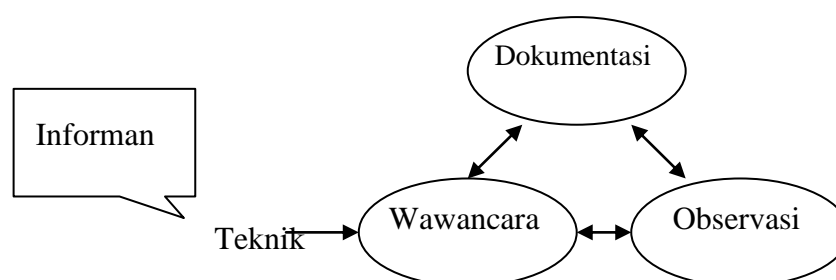 Dokumentasi
Informan
Wawancara
Observasi
Teknik